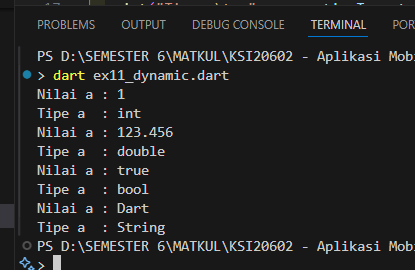 PROBLEMS OUTPUT DEBUG CONSOLE TERMINAL
PS D:\SEMESTER 6\MATKUL\KSI20602 - Aplikasi Mobi
> dart ex11_dynamic.dart
Nilai a : 1
Tipe a  : int
Nilai a : 123.456
Tipe a  : double
Nilai a : true
Tipe a  : bool
Nilai a : Dart
Tipe a  : String
PS D:\SEMESTER 6\MATKUL\KSI20602 - Aplikasi Mobi
>